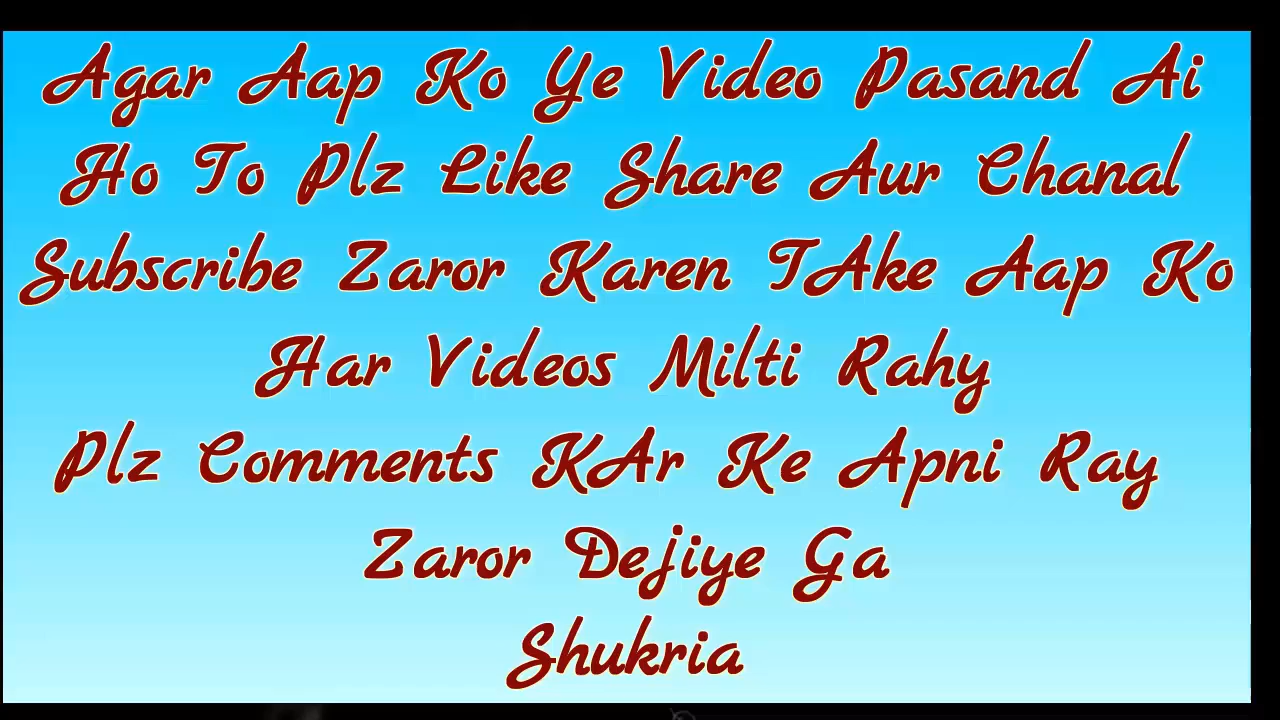 Agar Aap Ko Ye Video Pasand Ai
Ho To Plz Like Share Aur Chanal
Subscribe Zaror Karen TAke Aap Ko
Har Videos Milti Rahy
Plz Comments KAr Ke Apni Ray
Zaror Dejiye Ga
Shukria